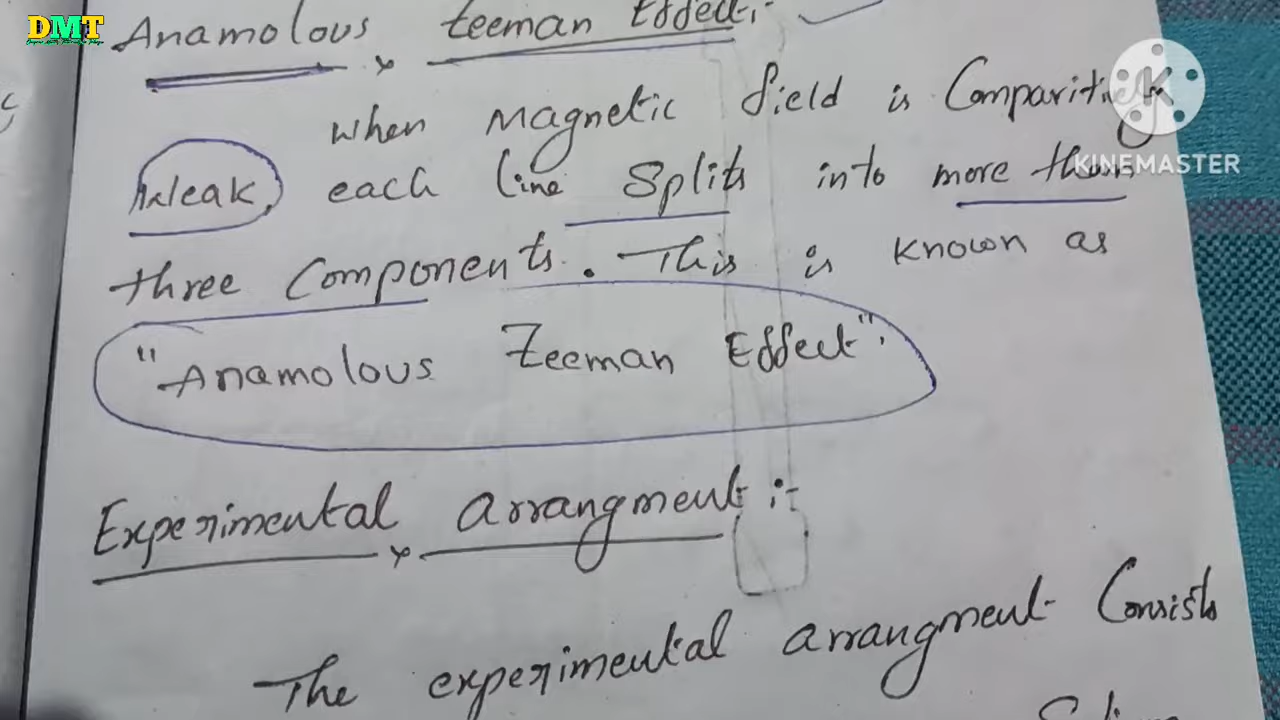 DMT
Anamolous Zeeman Effect:-
when magnetic field is Comparitively
weak, each line Splits into more than
KINEMASTER
three Components. This is known as
"Anamolous Zeeman Effect".
Experimental arrangment :-
The experimental arrangment Consists